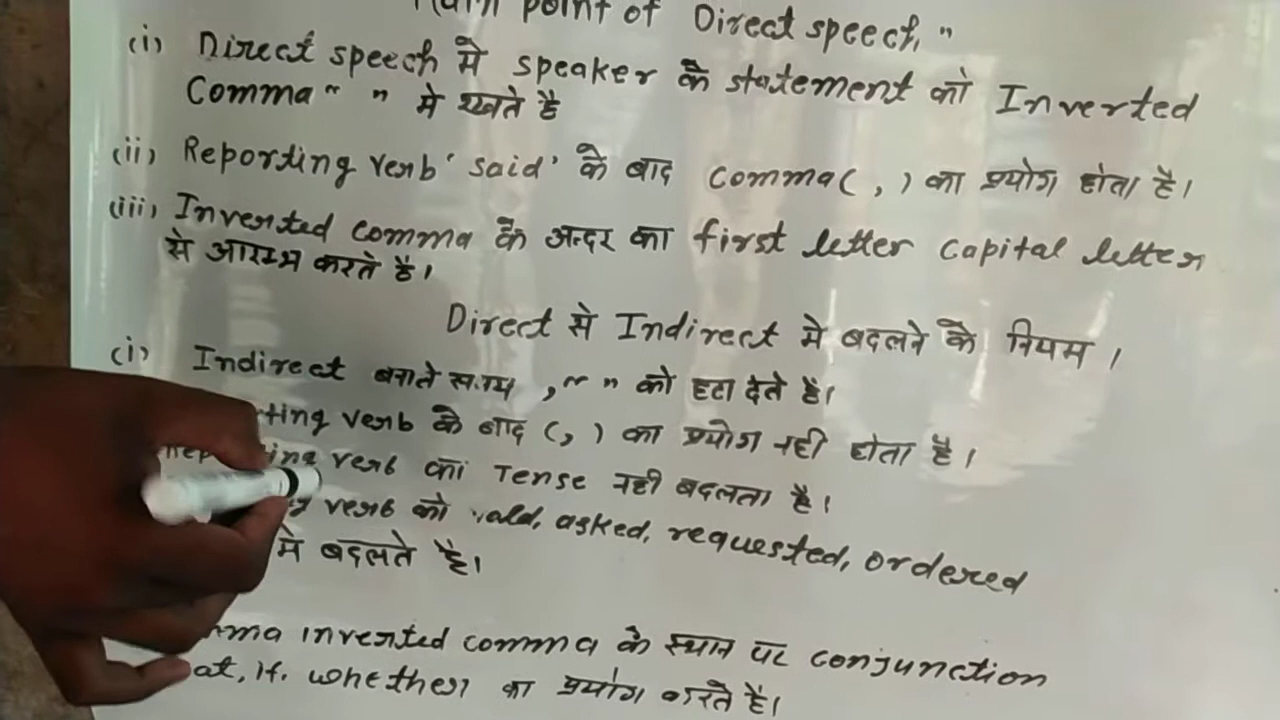 point of Direct speech"
(i) Direct speech मे speaker के statement को Inverted
Comma " " मे रखते है
(ii) Reporting verb 'said' के बाद comma(,) का प्रयोग होता है।
(iii) Inverted comma के अन्दर का first letter capital letter
से आरम्भ करते है।
Direct से Indirect मे बदलने के नियम।
(i) Indirect बनाते समय ," " को हटा देते है।
ting verb के बाद (,) का प्रयोग नही होता है।
verb का Tense नही बदलता है।
verb को asked, requested, ordered
मे बदलते है।
mma inverted comma के स्थान पर conjunction
at, if, whether का प्रयोग करते है।